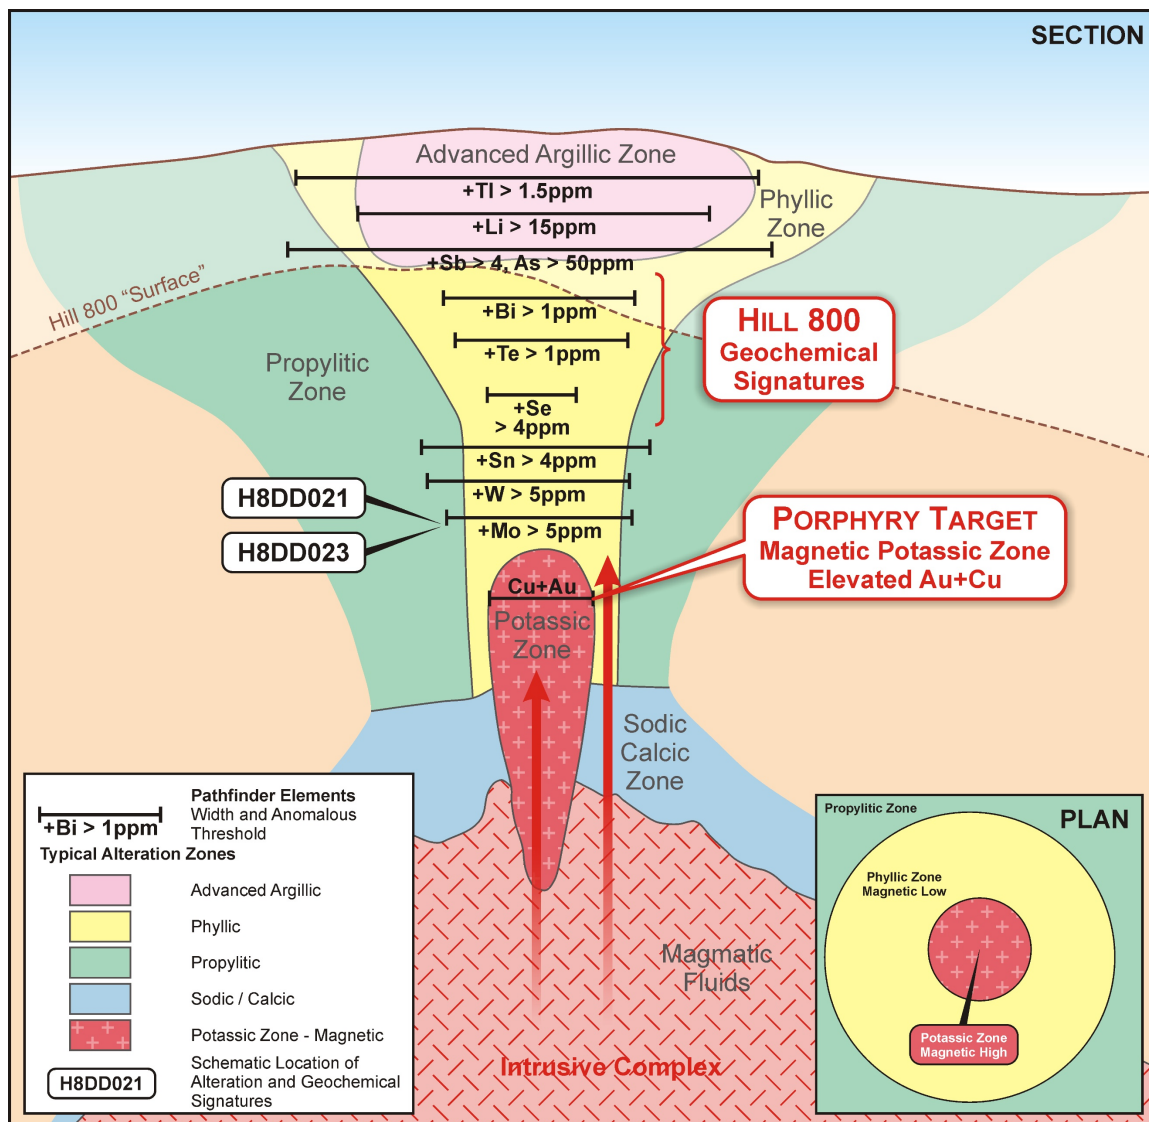 SECTION
Advanced Argillic Zone
+Tl > 1.5ppm
Phyllic
Zone
+Li > 15ppm
+Sb > 4, As > 50ppm
Hill 800 "Surface"
+Bi > 1ppm
HILL 800
Geochemical
Signatures
+Te > 1ppm
Propylitic
Zone
+Se
> 4ppm
+Sn > 4ppm
H8DD021
+W > 5ppm
+Mo > 5ppm
H8DD023
PORPHYRY TARGET
Magnetic Potassic Zone
Elevated Au+Cu
Cu+Au
Potassic
Zone
Sodic
Calcic
Zone
Magmatic
Fluids
Intrusive Complex
+Bi > 1ppm
Pathfinder Elements
Width and Anomalous
Threshold
Typical Alteration Zones
Advanced Argillic
Phyllic
Propylitic
Sodic / Calcic
Potassic Zone - Magnetic
H8DD021
Schematic Location of
Alteration and Geochemical
Signatures
Propylitic Zone
PLAN
Phyllic Zone
Magnetic Low
Potassic Zone
Magnetic High